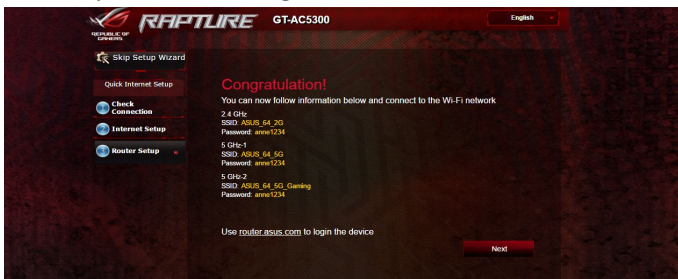 REPUBLIC OF
GAMERS
RAPTURE
GT-AC5300
English
Skip Setup Wizard
Quick Internet Setup
Check
Connection
Internet Setup
Router Setup
Congratulation!
You can now follow information below and connect to the Wi-Fi network
2.4 GHz
SSID: ASUS_64_2G
Password: anne1234
5 GHz-1
SSID: ASUS_64_5G
Password: anne1234
5 GHz-2
SSID: ASUS_64_5G_Gaming
Password: anne1234
Use router.asus.com to login the device
Next